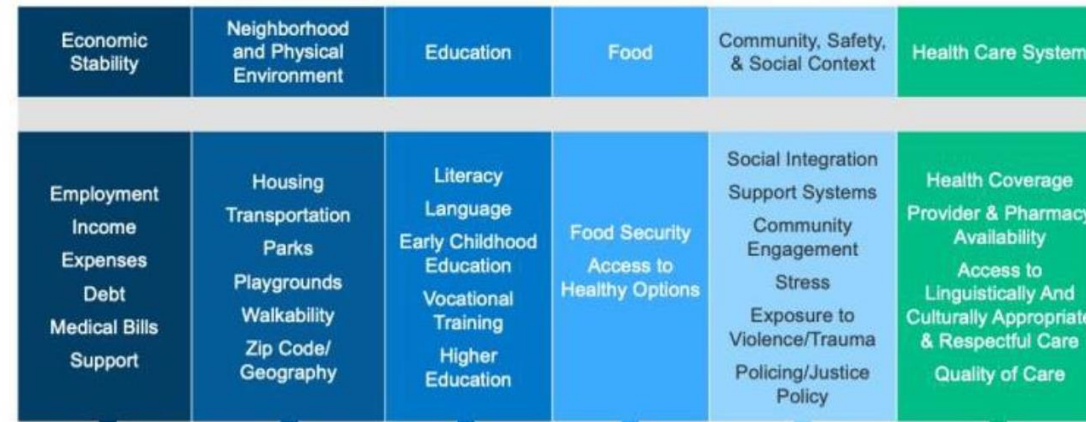 Economic
Stability
Neighborhood
and Physical
Environment
Education
Food
Community, Safety,
& Social Context
Health Care System
Employment
Income
Expenses
Debt
Medical Bills
Support
Housing
Transportation
Parks
Playgrounds
Walkability
Zip Code/
Geography
Literacy
Language
Early Childhood
Education
Vocational
Training
Higher
Education
Food Security
Access to
Healthy Options
Social Integration
Support Systems
Community
Engagement
Stress
Exposure to
Violence/Trauma
Policing/Justice
Policy
Health Coverage
Provider & Pharmacy
Availability
Access to
Linguistically And
Culturally Appropriate
& Respectful Care
Quality of Care